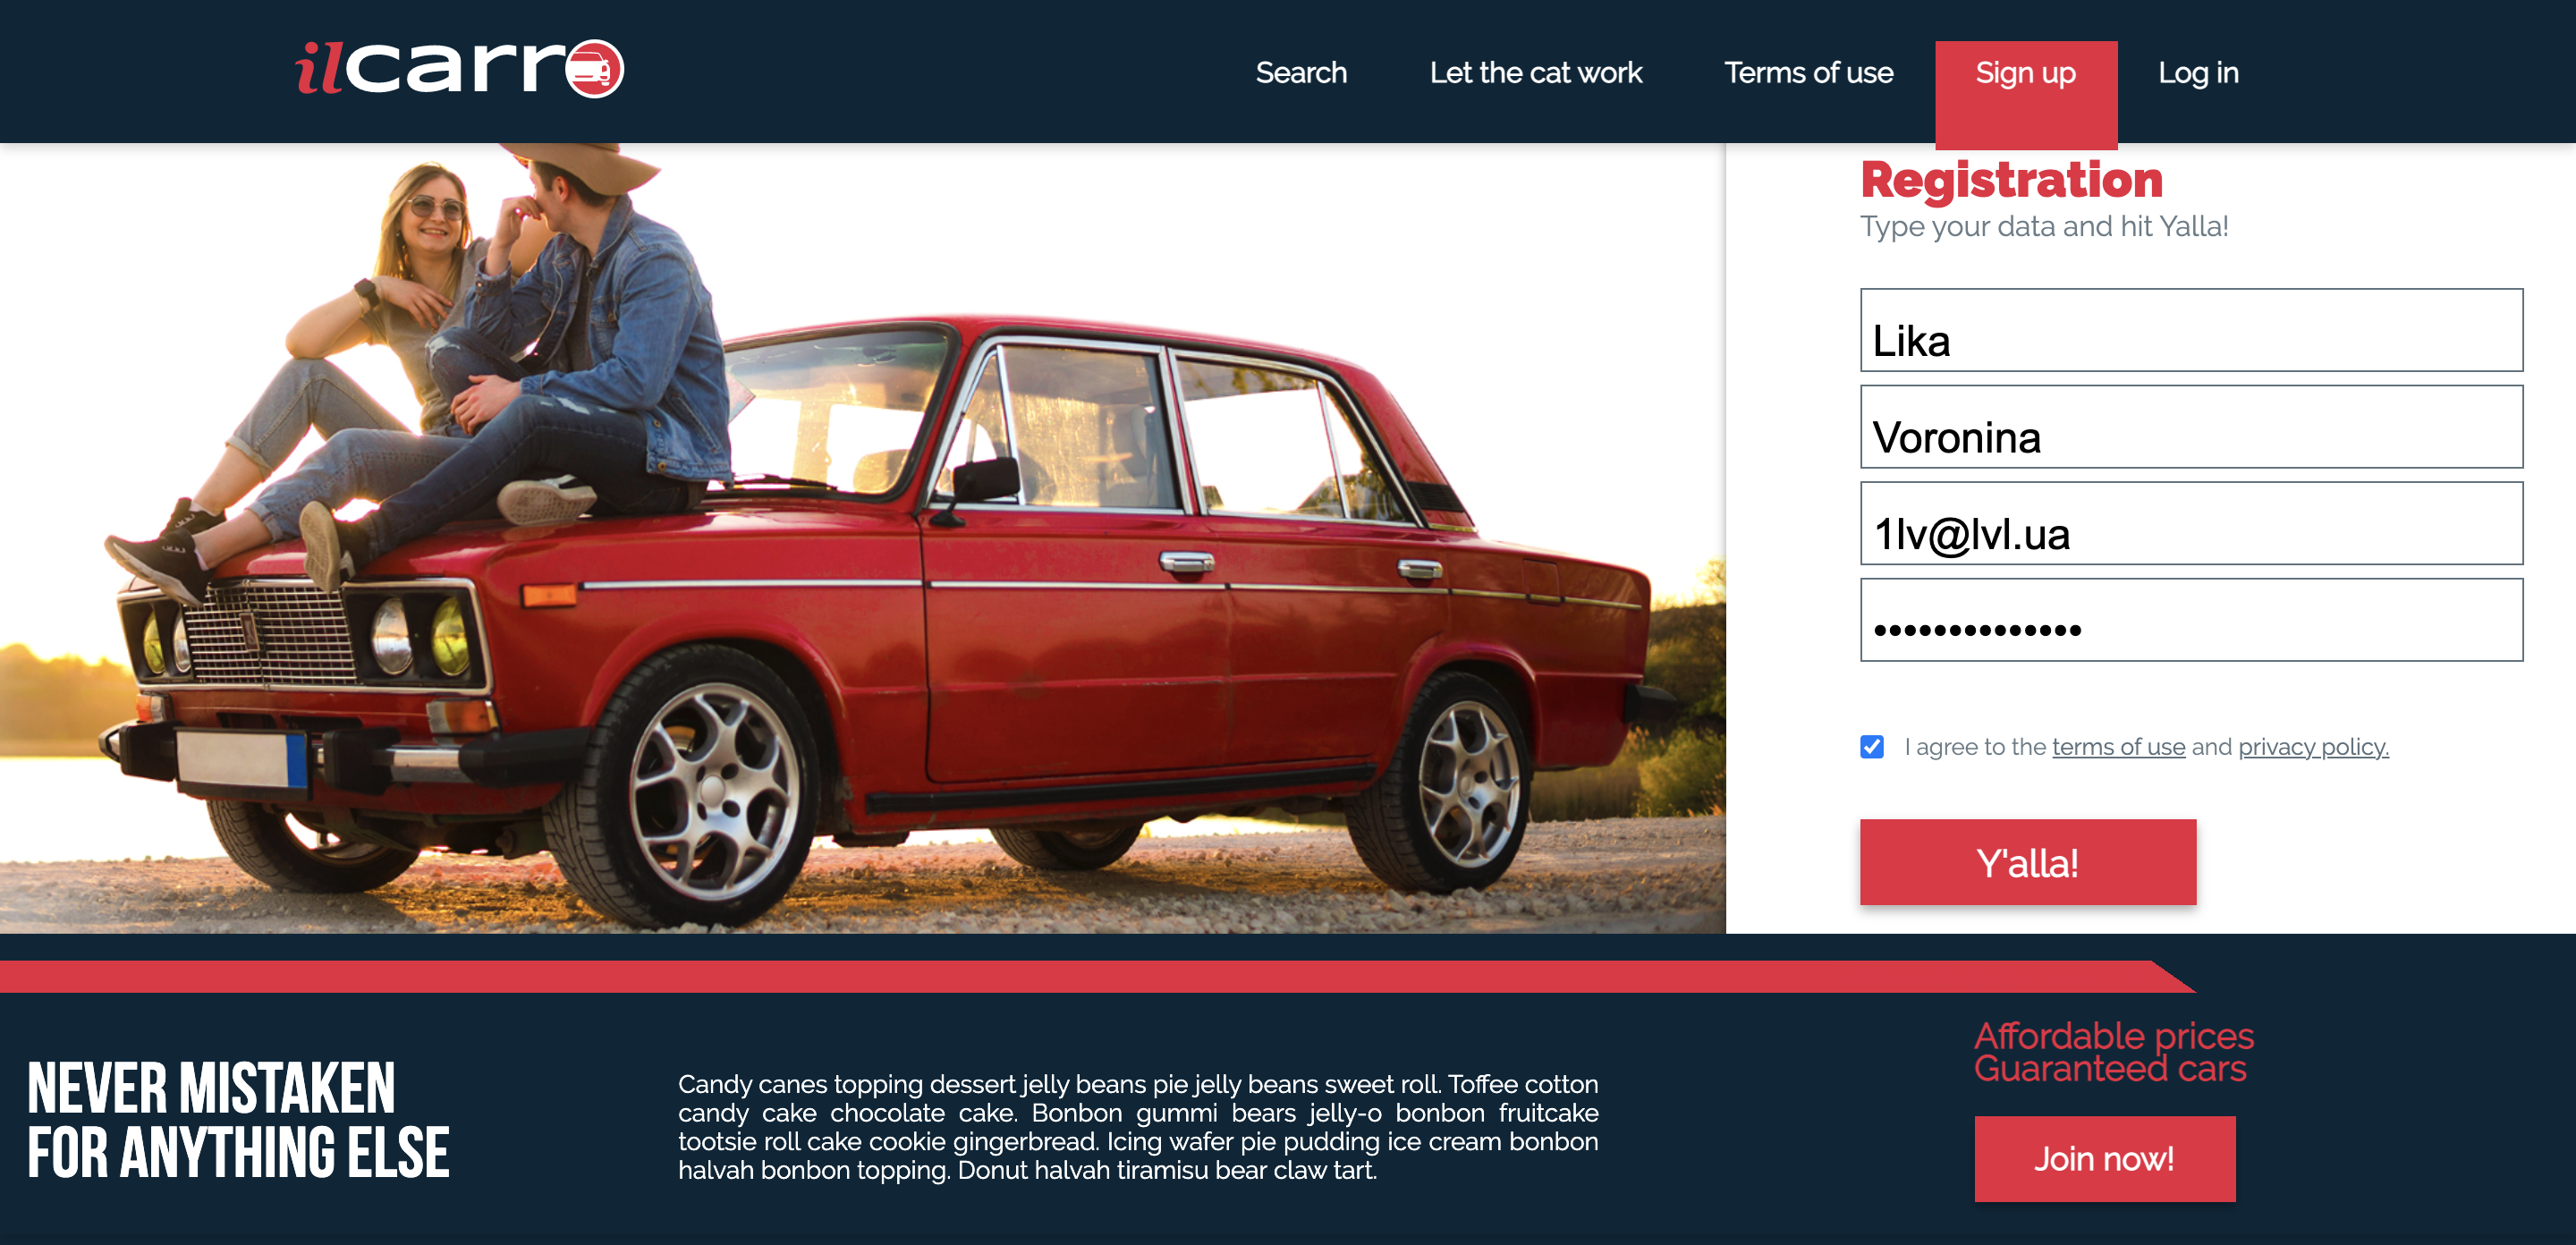 ilcarro
Search
Let the cat work
Terms of use
Sign up
Log in
Registration
Type your data and hit Yalla!
Lika
Voronina
1lv@lvl.ua
••••••••••••••
I agree to the terms of use and privacy policy.
Y'alla!
NEVER MISTAKEN
FOR ANYTHING ELSE
Candy canes topping dessert jelly beans pie jelly beans sweet roll. Toffee cotton
candy cake chocolate cake. Bonbon gummi bears jelly-o bonbon fruitcake
tootsie roll cake cookie gingerbread. Icing wafer pie pudding ice cream bonbon
halvah bonbon topping. Donut halvah tiramisu bear claw tart.
Affordable prices
Guaranteed cars
Join now!